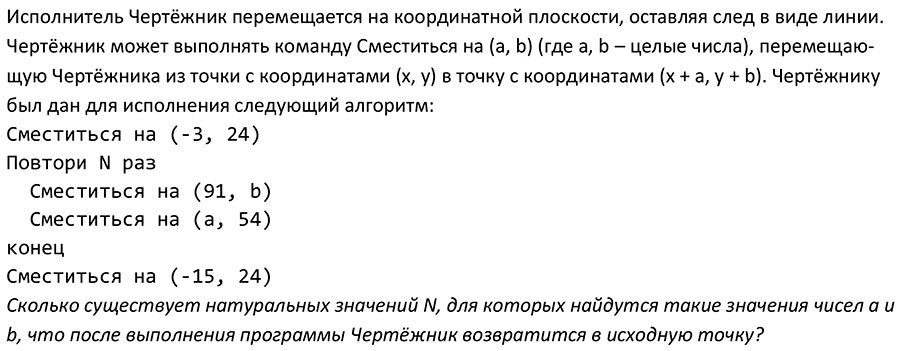 Исполнитель Чертёжник перемещается на координатной плоскости, оставляя след в виде линии.
Чертёжник может выполнять команду Сместиться на (a, b) (где a, b – целые числа), перемещаю-
щую Чертёжника из точки с координатами (x, y) в точку с координатами (x + a, y + b). Чертёжнику
был дан для исполнения следующий алгоритм:
Сместиться на (-3, 24)
Повтори N раз
Сместиться на (91, b)
Сместиться на (a, 54)
конец
Сместиться на (-15, 24)
Сколько существует натуральных значений N, для которых найдутся такие значения чисел a и
b, что после выполнения программы Чертёжник возвратится в исходную точку?